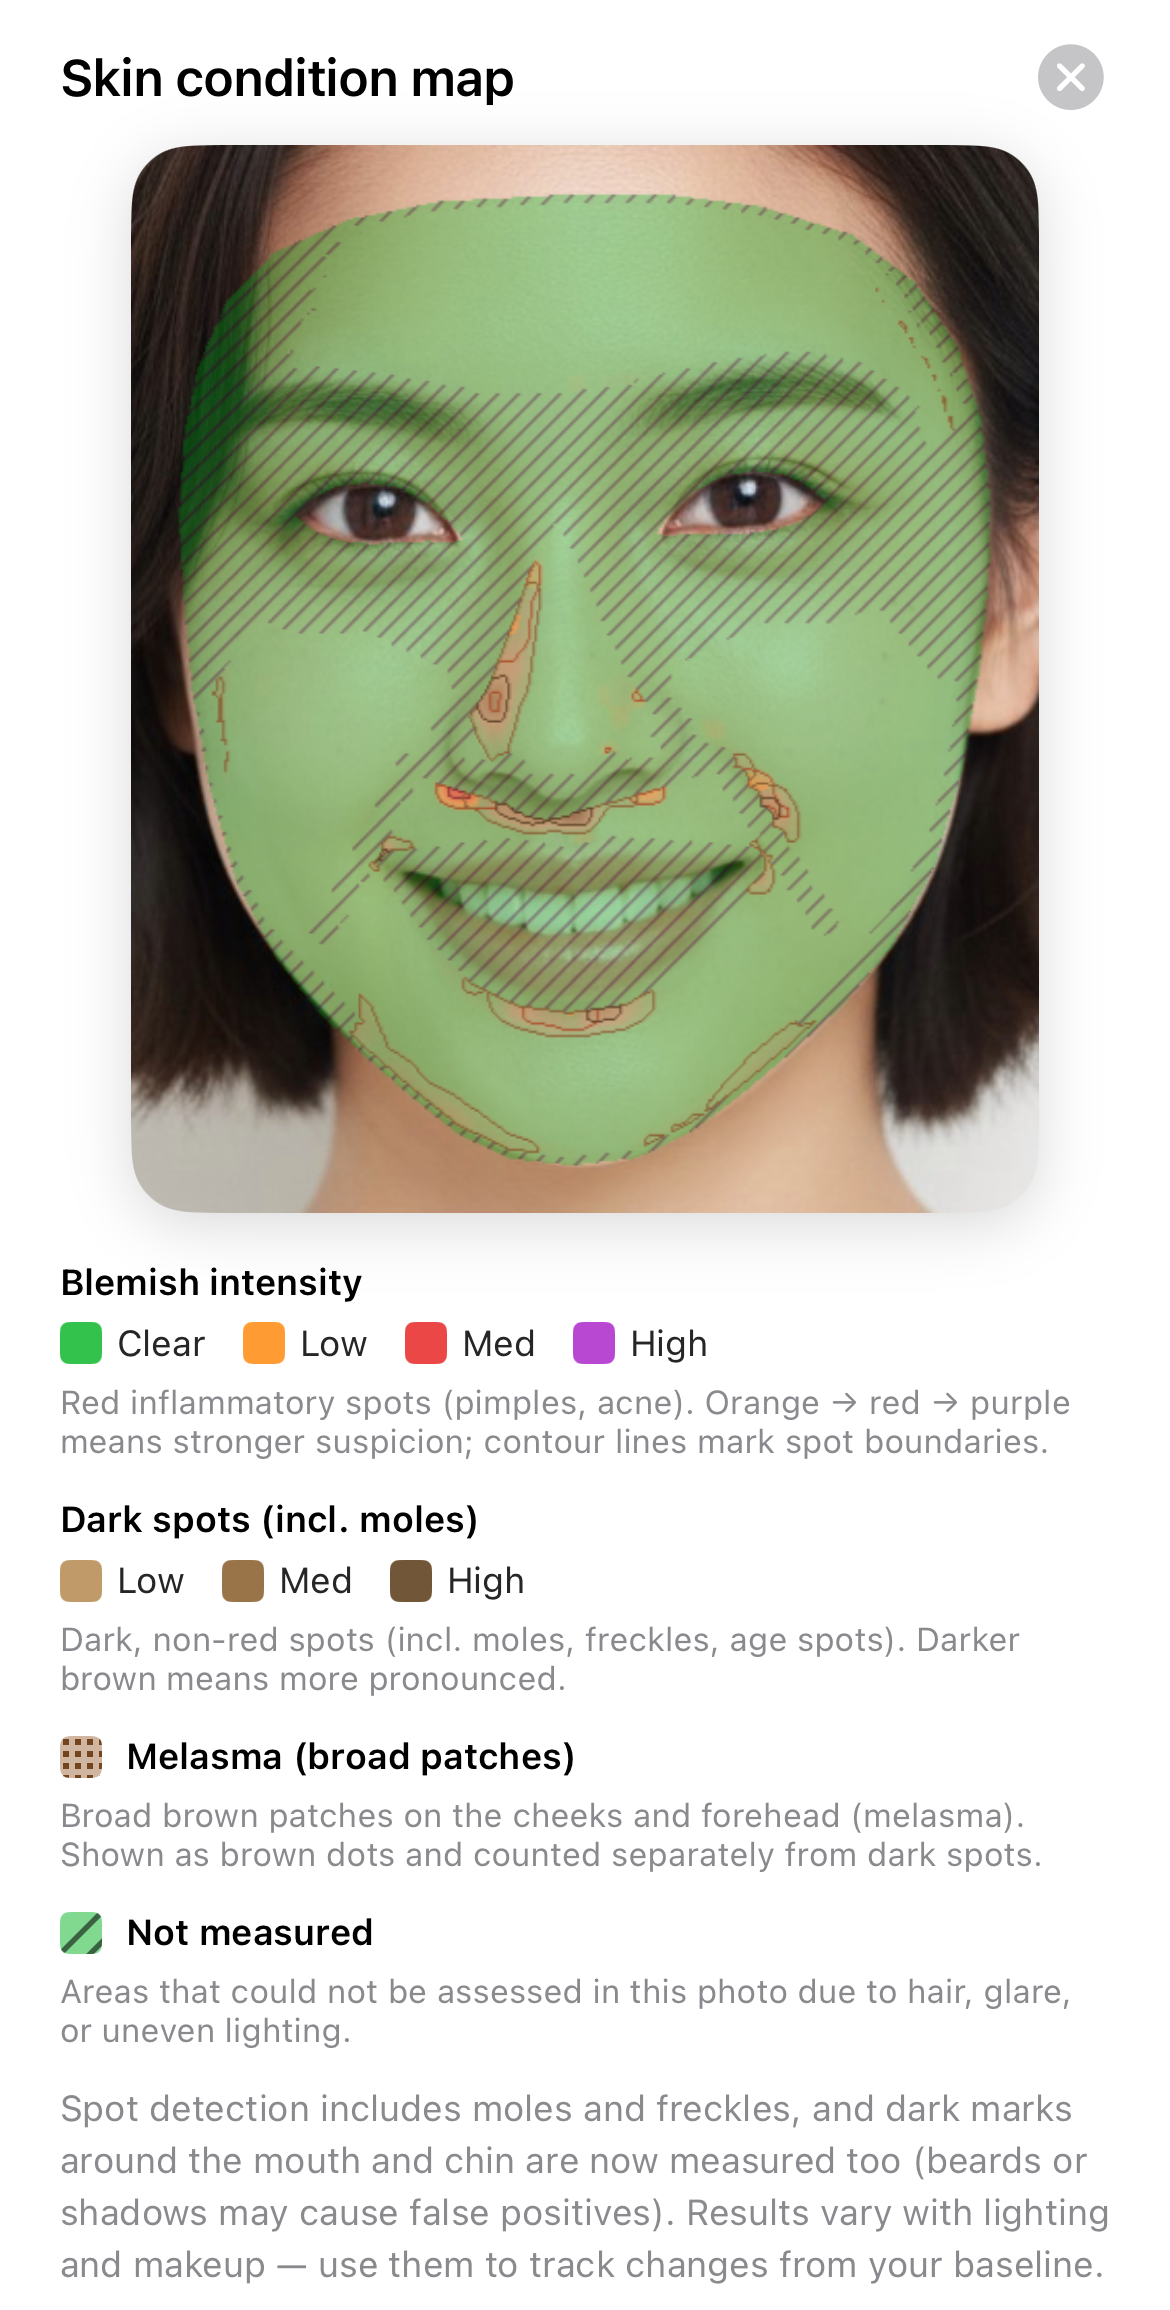 Skin condition map
Blemish intensity
Clear Low Med High
Red inflammatory spots (pimples, acne). Orange → red → purple
means stronger suspicion; contour lines mark spot boundaries.
Dark spots (incl. moles)
Low Med High
Dark, non-red spots (incl. moles, freckles, age spots). Darker
brown means more pronounced.
Melasma (broad patches)
Broad brown patches on the cheeks and forehead (melasma).
Shown as brown dots and counted separately from dark spots.
Not measured
Areas that could not be assessed in this photo due to hair, glare,
or uneven lighting.
Spot detection includes moles and freckles, and dark marks
around the mouth and chin are now measured too (beards or
shadows may cause false positives). Results vary with lighting
and makeup — use them to track changes from your baseline.